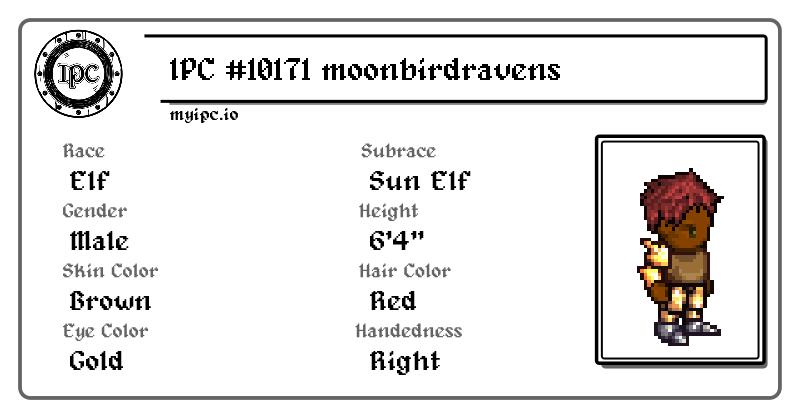 IPC
IPC #10171 moonbirdravens
myipc.io
Race
Elf
Subrace
Sun Elf
Gender
Male
Height
6'4"
Skin Color
Brown
Hair Color
Red
Eye Color
Gold
Handedness
Right